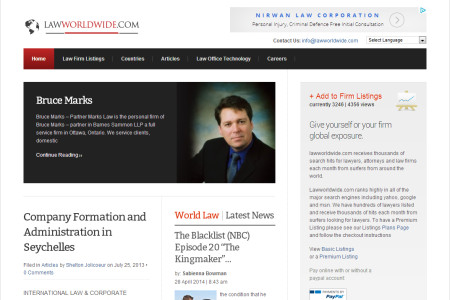 LAWWORLDWIDE.COM
NIRWAN LAW CORPORATION
Personal Injury, Criminal Defence Free Initial Consultation
Contact Us: info@lawworldwide.com
Select Language
Home
Law Firm Listings
Countries
Articles
Law Office Technology
Careers
Bruce Marks
Bruce Marks – Partner Marks Law is the personal firm of
Bruce Marks – partner in Barnes Sammon LLP a full
service firm in Ottawa, Ontario. We service clients,
domestic
Continue Reading ››
+ Add to Firm Listings
currently 3246 | 4358 views
Give yourself or your firm
global exposure.
lawworldwide.com receives thousands of
search hits for lawyers, attorneys and law firms
each month from surfers from around the
world.
Lawworldwide.com ranks highly in all of the
major search engines including yahoo, google
and msn. We have hundreds of lawyers listed
and receive thousands of hits each month from
surfers looking for lawyers. To have a Premium
Listing please see our Listings Plans Page
and follow the checkout instructions
View Basic Listings
or a Premium Listing
Pay online with or without a
paypal account.
PayPal
Company Formation and
Administration in
Seychelles
Filed in Articles by Shelton Jolicoeur on July 25, 2013 •
0 Comments
INTERNATIONAL LAW & CORPORATE
World Law | Latest News
The Blacklist (NBC)
Episode 20 "The
Kingmaker"...
by: Sabienna Bowman
28 April 2014 | 8:43 am
the condition that he